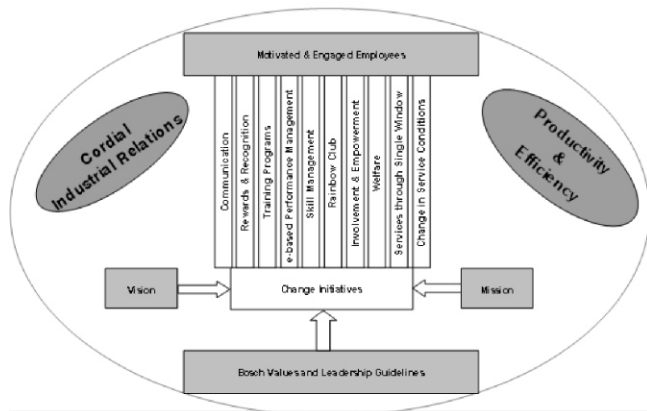 Motivated & Engaged Employees
Cordial
Industrial Relations
Productivity
&
Efficiency
Communication
Rewards & Recognition
Training Programs
e-based Performance Management
Skill Management
Rainbow Club
Involvement & Empowerment
Welfare
Services through Single Window
Change in Service Conditions
Vision
Change Initiatives
Mission
Bosch Values and Leadership Guidelines